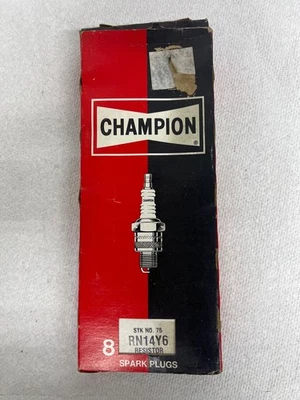 CHAMPION
®
STK NO. 76
RN14Y6
RESISTOR
8
SPARK PLUGS